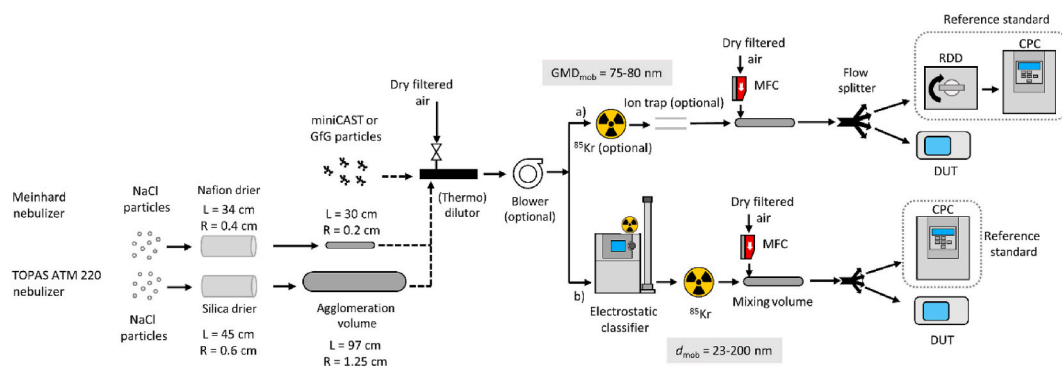 Reference standard
CPC
RDD
Dry filtered
air
GMDmob = 75-80 nm
MFC
Flow
splitter
Ion trap (optional)
a)
85Kr (optional)
DUT
Dry filtered
air
miniCAST or
GfG particles
(Thermo)
dilutor
Blower
(optional)
Meinhard
nebulizer
NaCl
particles
Nafion drier
L = 34 cm
R = 0.4 cm
L = 30 cm
R = 0.2 cm
TOPAS ATM 220
nebulizer
NaCl
particles
Silica drier
L = 45 cm
R = 0.6 cm
Agglomeration
volume
L = 97 cm
R = 1.25 cm
b)
Electrostatic
classifier
85Kr
Dry filtered
air
MFC
Mixing volume
dmob = 23-200 nm
CPC
Reference
standard
DUT